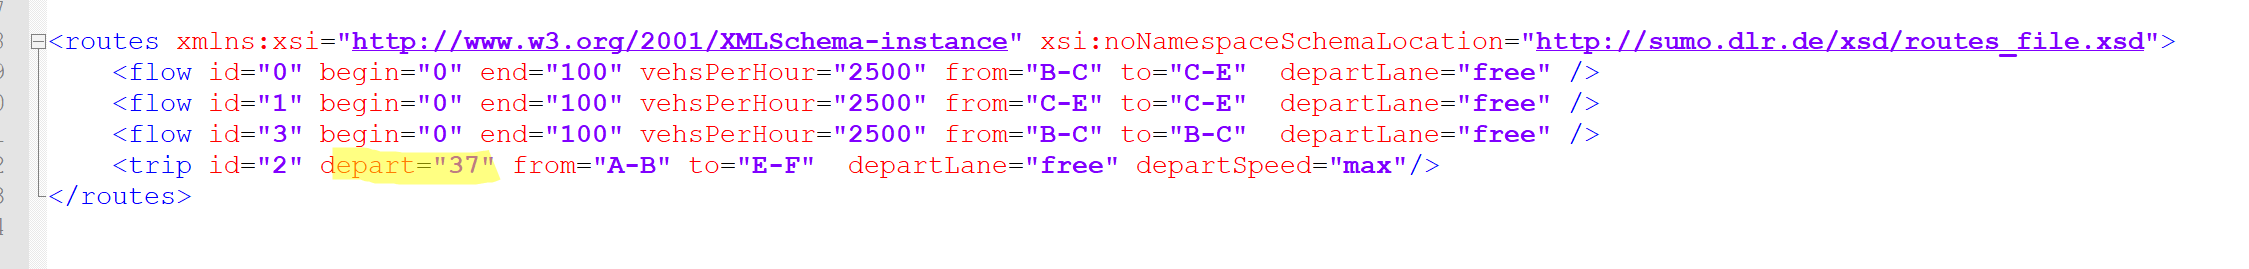 <routes xmlns:xsi="http://www.w3.org/2001/XMLSchema-instance" xsi:noNamespaceSchemaLocation="http://sumo.dlr.de/xsd/routes_file.xsd">
<flow id="0" begin="0" end="100" vehsPerHour="2500" from="B-C" to="C-E"  departLane="free" />
<flow id="1" begin="0" end="100" vehsPerHour="2500" from="C-E" to="C-E"  departLane="free" />
<flow id="3" begin="0" end="100" vehsPerHour="2500" from="B-C" to="B-C"  departLane="free" />
<trip id="2" depart="37" from="A-B" to="E-F"  departLane="free" departSpeed="max"/>
</routes>